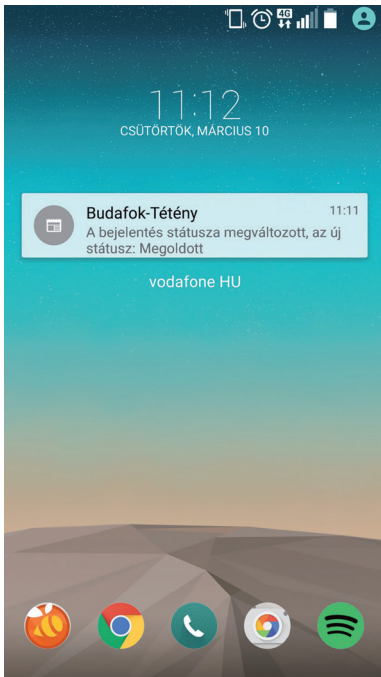 4G
11:12
CSÜTÖRTÖK, MÁRCIUS 10
Budafok-Tétény 11:11
A bejelentés státusza megváltozott, az új
státusz: Megoldott
vodafone HU